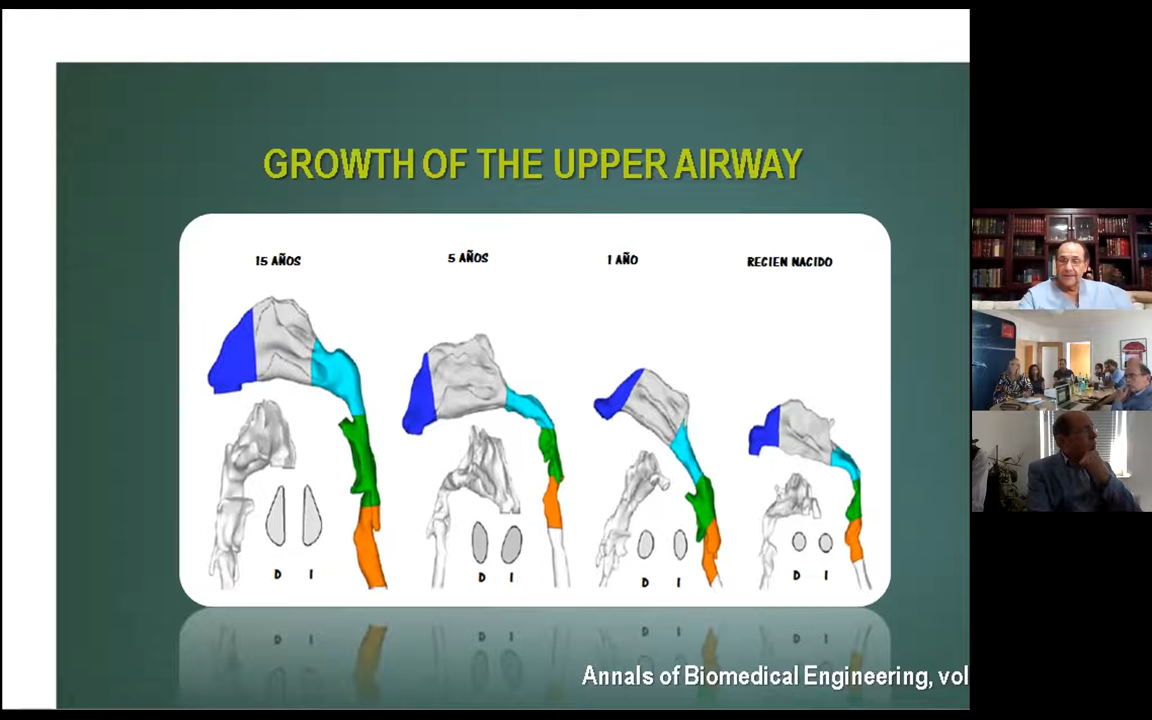 GROWTH OF THE UPPER AIRWAY
15 AÑOS
5 AÑOS
1 AÑO
RECIEN NACIDO
D I
D I
D I
D I
Annals of Biomedical Engineering, vol